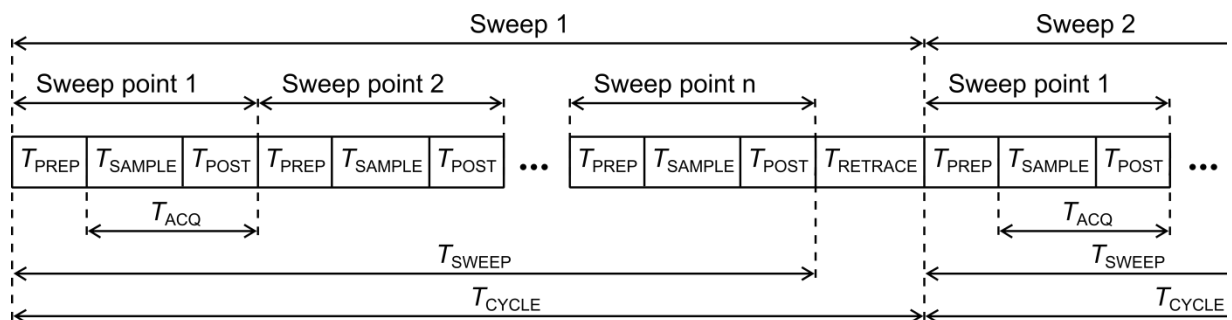 Sweep 1 Sweep 2
Sweep point 1 Sweep point 2 Sweep point n Sweep point 1
TPREP TSAMPLE TPOST TPREP TSAMPLE TPOST ... TPREP TSAMPLE TPOST TRETRACE TPREP TSAMPLE TPOST ...
TACQ TACQ
TSWEEP TSWEEP
TCYCLE TCYCLE